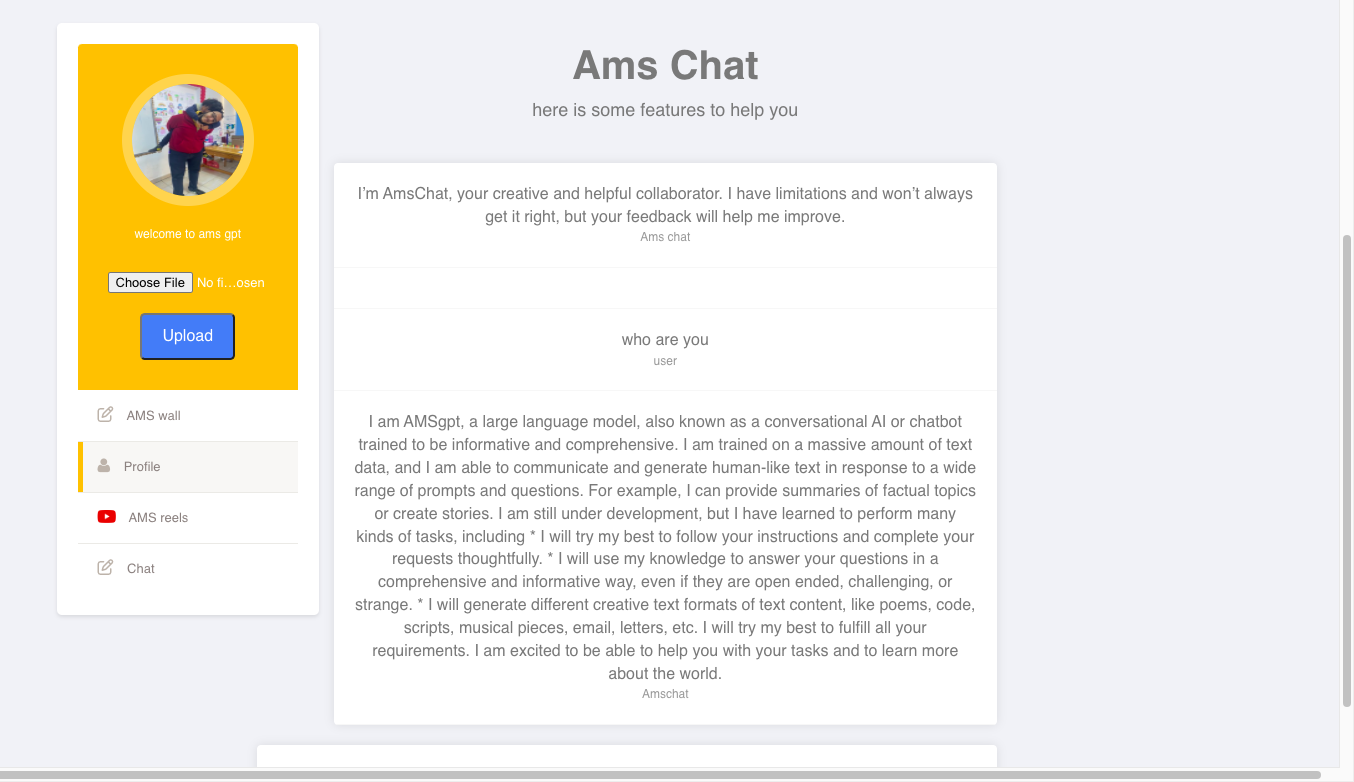 welcome to ams gpt
Choose File No fi...osen
Upload
AMS wall
Profile
AMS reels
Chat
Ams Chat
here is some features to help you
I’m AmsChat, your creative and helpful collaborator. I have limitations and won’t always
get it right, but your feedback will help me improve.
Ams chat
who are you
user
I am AMSgpt, a large language model, also known as a conversational AI or chatbot
trained to be informative and comprehensive. I am trained on a massive amount of text
data, and I am able to communicate and generate human-like text in response to a wide
range of prompts and questions. For example, I can provide summaries of factual topics
or create stories. I am still under development, but I have learned to perform many
kinds of tasks, including * I will try my best to follow your instructions and complete your
requests thoughtfully. * I will use my knowledge to answer your questions in a
comprehensive and informative way, even if they are open ended, challenging, or
strange. * I will generate different creative text formats of text content, like poems, code,
scripts, musical pieces, email, letters, etc. I will try my best to fulfill all your
requirements. I am excited to be able to help you with your tasks and to learn more
about the world.
Amschat